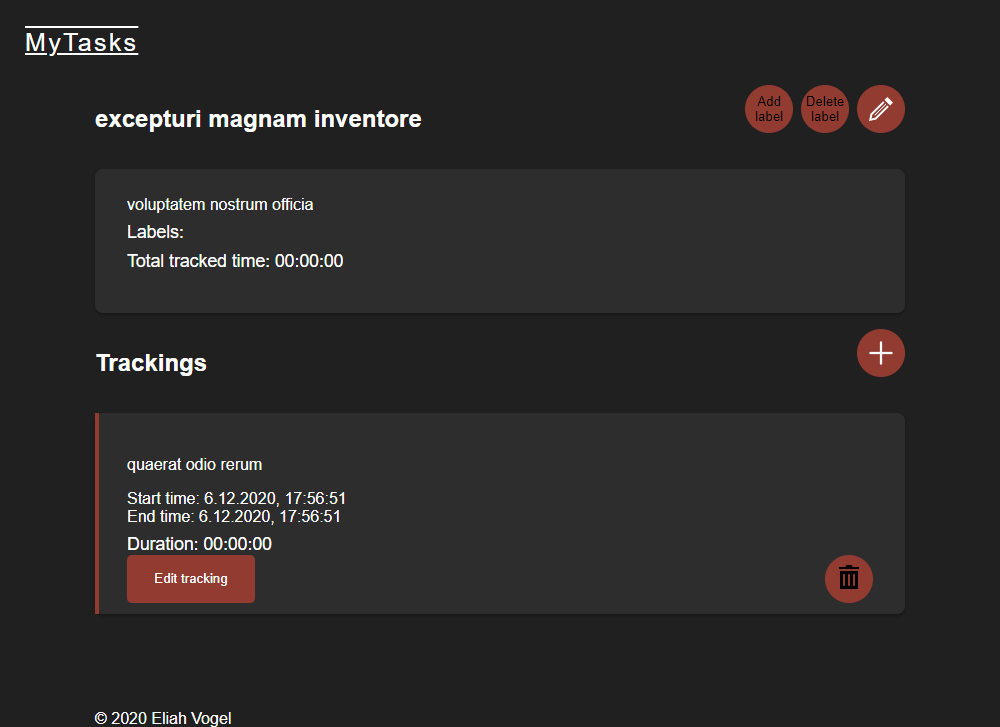 MyTasks
excepturi magnam inventore
Add
label
Delete
label
voluptatem nostrum officia
Labels:
Total tracked time: 00:00:00
Trackings
quaerat odio rerum
Start time: 6.12.2020, 17:56:51
End time: 6.12.2020, 17:56:51
Duration: 00:00:00
Edit tracking
© 2020 Eliah Vogel